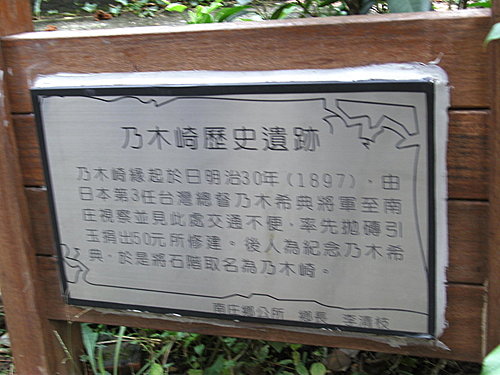 乃木崎歷史遺跡
乃木崎緣起於日明治30年(1897)，由
日本第3任台灣總督乃木希典將軍至南
庄視察並見此處交通不便，率先拋磚引
玉捐出50元所修建。後人為紀念乃木希
典，於是將石階取名為乃木崎。
南庄鄉公所 鄉長 李清枝